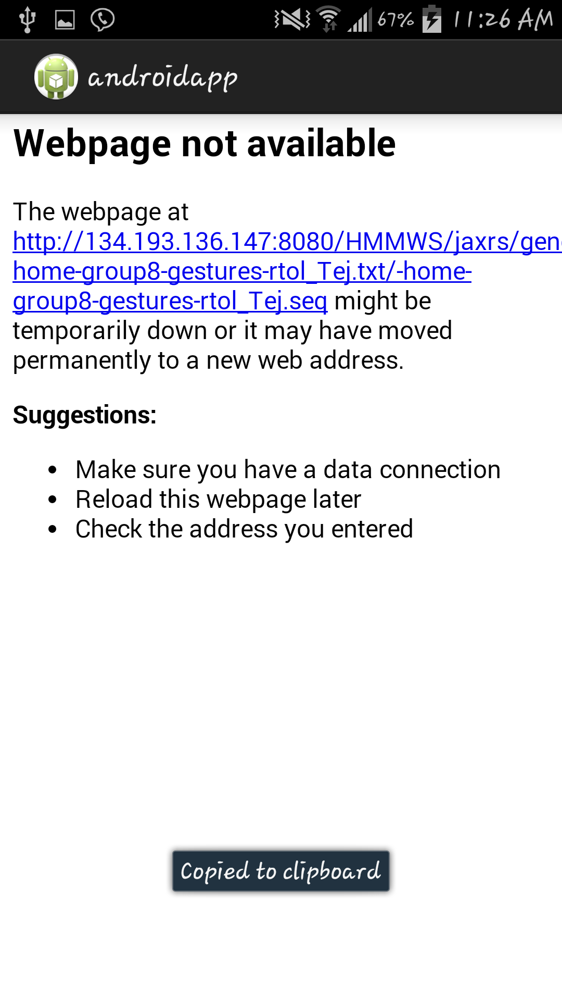 67% 11:26 AM
androidapp
Webpage not available
The webpage at
http://134.193.136.147:8080/HMMWS/jaxrs/gen
home-group8-gestures-rtol_Tej.txt/-home-
group8-gestures-rtol_Tej.seq might be
temporarily down or it may have moved
permanently to a new web address.
Suggestions:
• Make sure you have a data connection
• Reload this webpage later
• Check the address you entered
Copied to clipboard